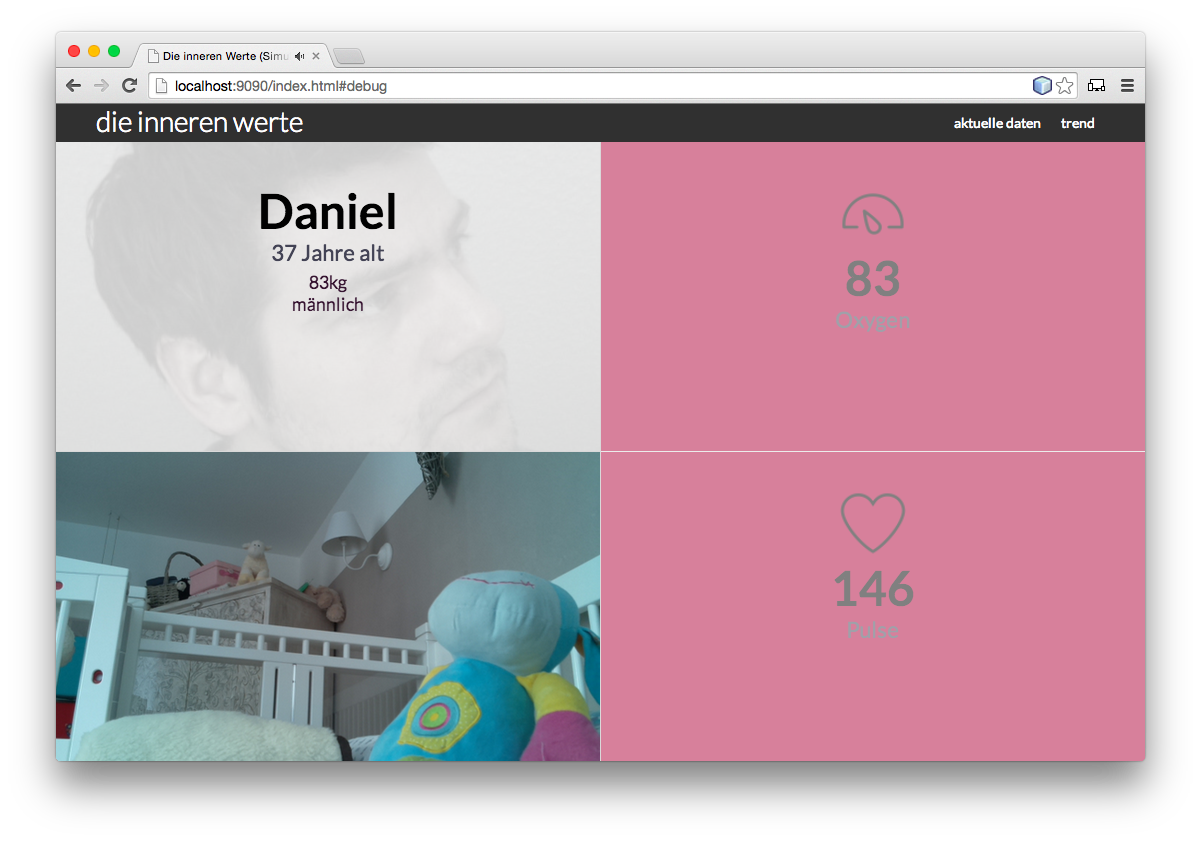 Die inneren Werte (Simu
localhost:9090/index.html#debug
die inneren werte
aktuelle daten
trend
Daniel
37 Jahre alt
83kg
männlich
83
Oxygen
146
Pulse